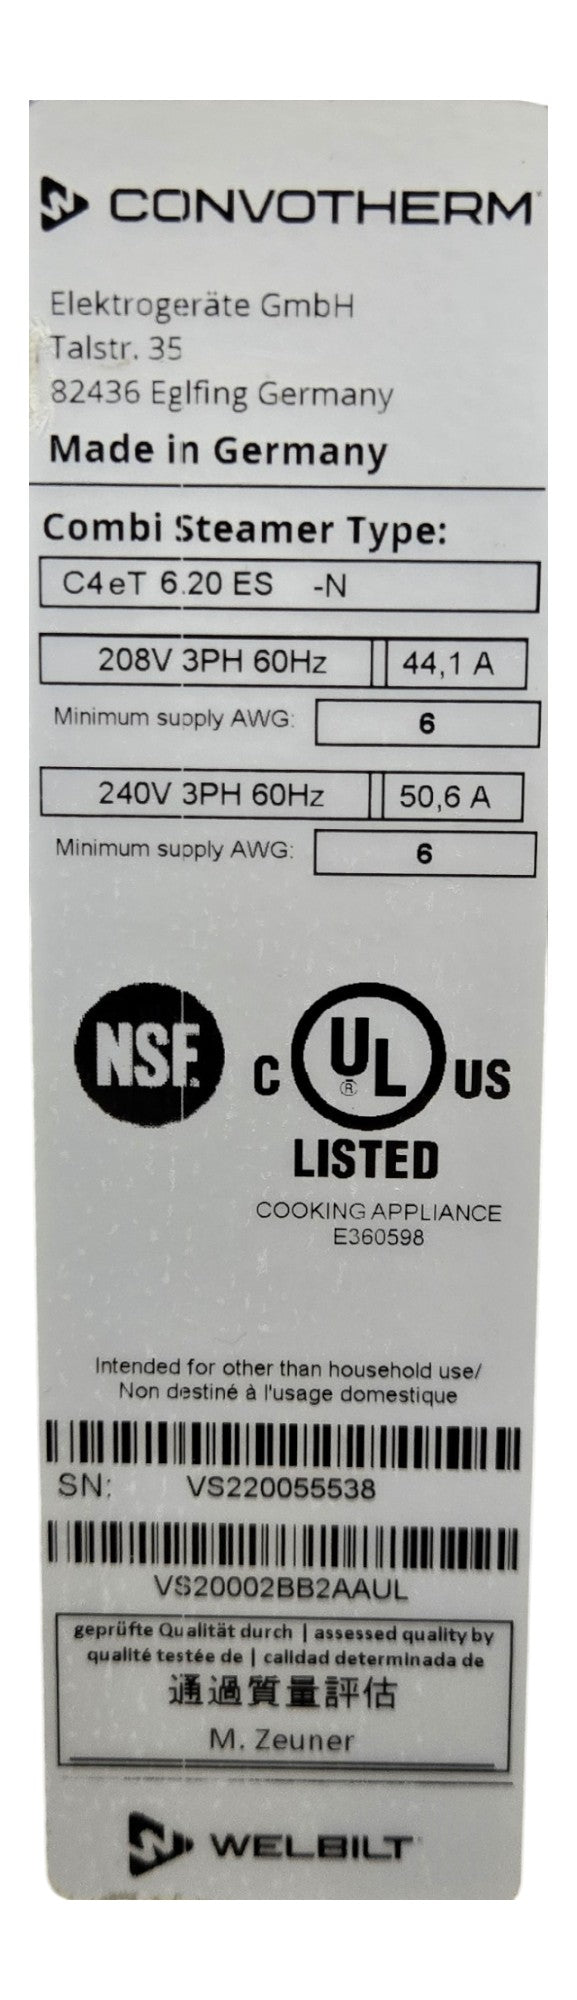 CONVOTHERM
Elektrogeräte GmbH
Talstr. 35
82436 Eglfing Germany
Made in Germany
Combi Steamer Type:
C4eT 6.20 ES -N
208V 3PH 60Hz 44,1 A
Minimum supply AWG: 6
240V 3PH 60Hz 50,6 A
Minimum supply AWG: 6
NSF.
C UL® US
LISTED
COOKING APPLIANCE
E360598
Intended for other than household use/
Non destiné à l'usage domestique
SN: VS220055538
VS20002BB2AAUL
geprüfte Qualität durch | assessed quality by
qualité testée de | calidad determinada de
通過質量評估
M. Zeuner
WELBILT